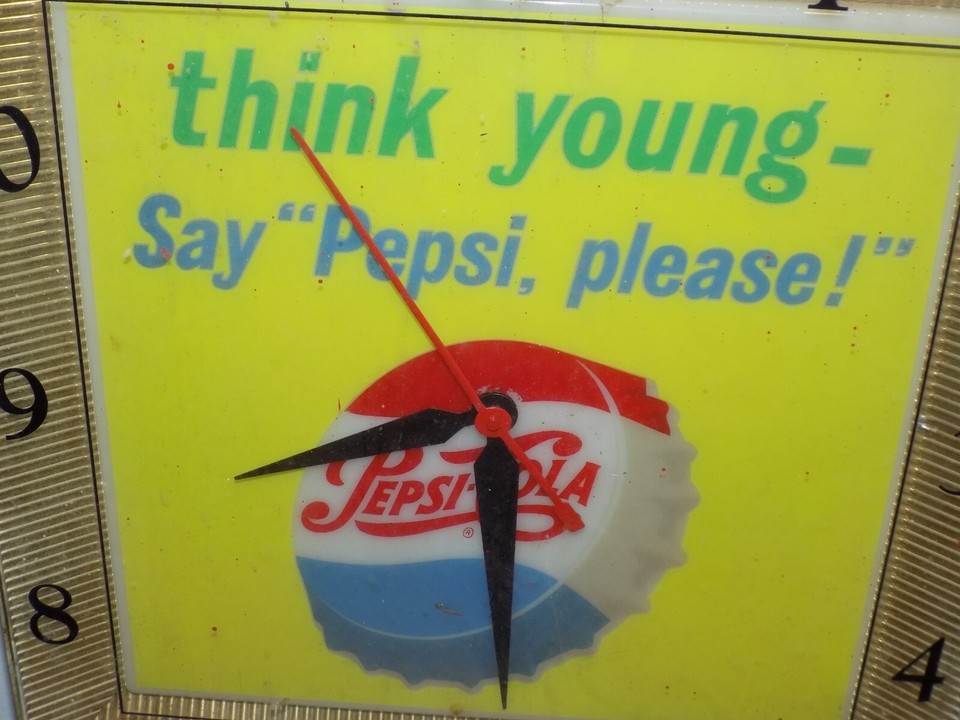 think young-
Say “Pepsi, please!”
PEPSI-COLA
®
9
8
4